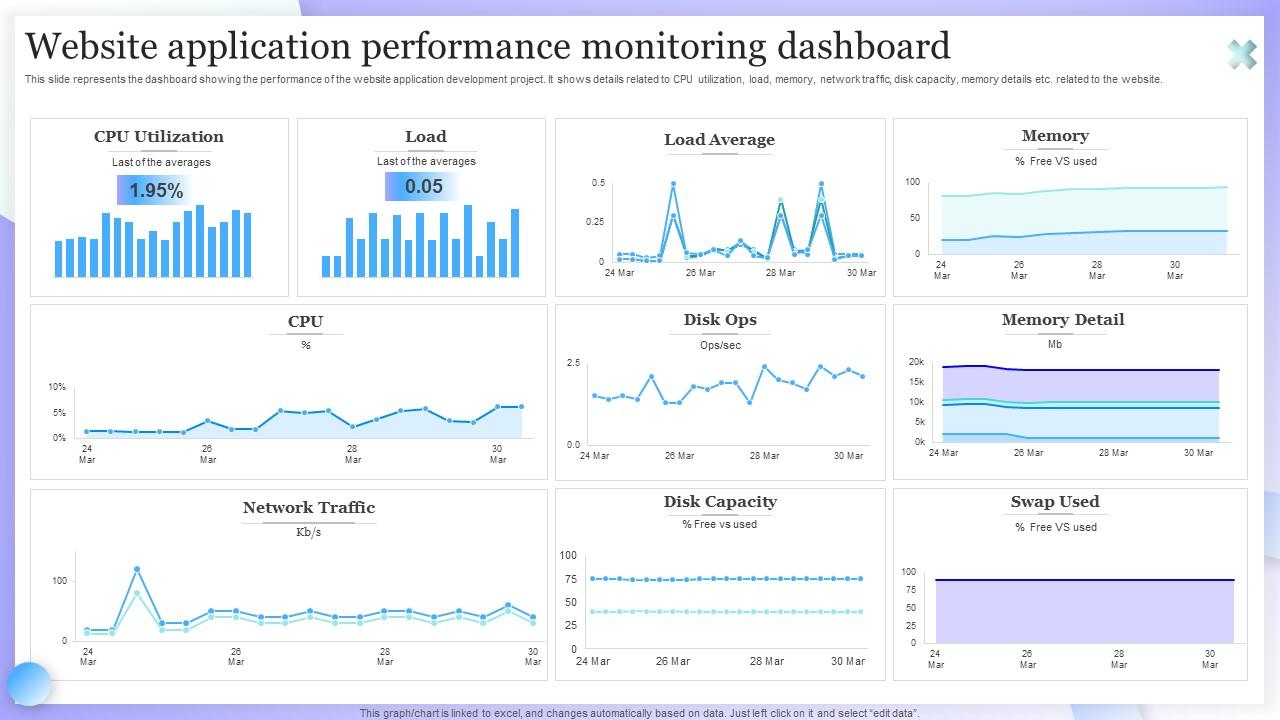 Website application performance monitoring dashboard
This slide represents the dashboard showing the performance of the website application development project. It shows details related to CPU utilization, load, memory, network traffic, disk capacity, memory details etc. related to the website.
CPU Utilization
Last of the averages
1.95%
Load
Last of the averages
0.05
Load Average
0.5
0.25
0
24 Mar 26 Mar 28 Mar 30 Mar
Memory
% Free VS used
100
50
0
24 26 28 30
Mar Mar Mar Mar
CPU
%
10%
5%
0%
24 26 28 30
Mar Mar Mar Mar
Disk Ops
Ops/sec
2.5
0.0
24 Mar 26 Mar 28 Mar 30 Mar
Memory Detail
Mb
20k
15k
10k
5k
0k
24 Mar 26 Mar 28 Mar 30 Mar
Network Traffic
Kb/s
100
0
24 26 28 30
Mar Mar Mar Mar
Disk Capacity
% Free vs used
100
75
50
25
0
24 Mar 26 Mar 28 Mar 30 Mar
Swap Used
% Free VS used
100
75
50
25
0
24 26 28 30
Mar Mar Mar Mar
This graph/chart is linked to excel, and changes automatically based on data. Just left click on it and select “edit data”.